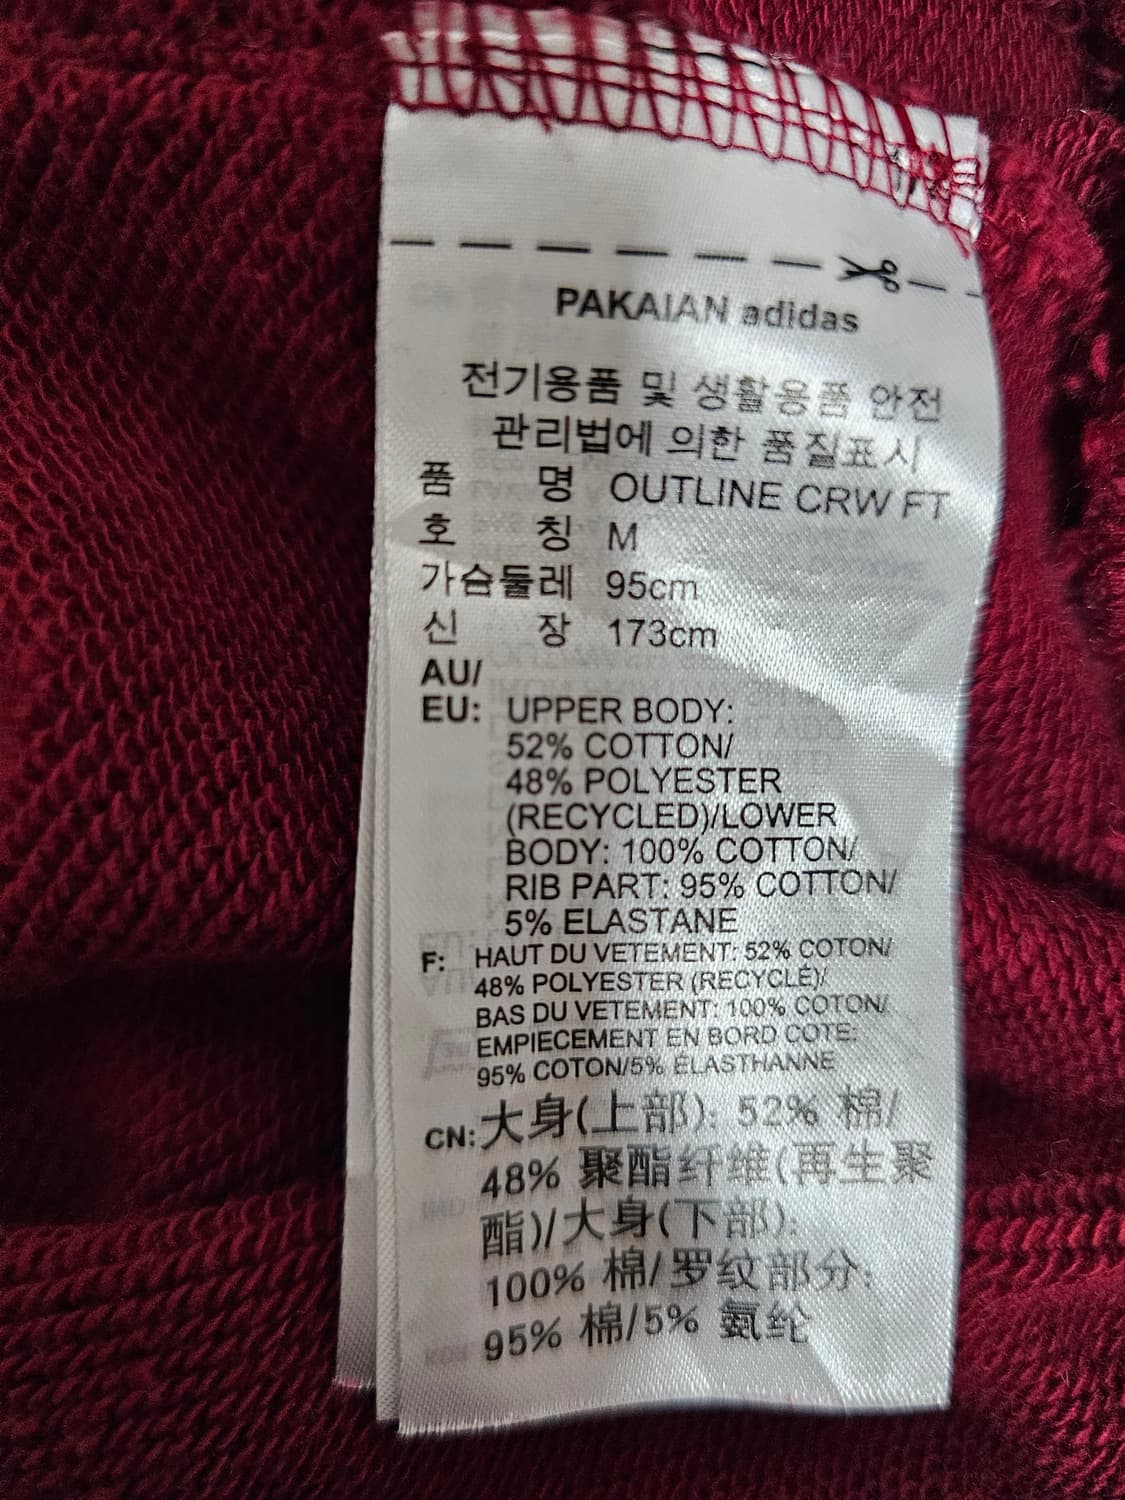 PAKAIAN adidas
전기용품 및 생활용품 안전
관리법에 의한 품질표시
품 명 OUTLINE CRW FT
호 칭 M
가슴둘레 95cm
신 장 173cm
AU/
EU: UPPER BODY:
52% COTTON/
48% POLYESTER
(RECYCLED)/LOWER
BODY: 100% COTTON/
RIB PART: 95% COTTON/
5% ELASTANE
F: HAUT DU VETEMENT: 52% COTON/
48% POLYESTER (RECYCLÉ)/
BAS DU VETEMENT: 100% COTON/
EMPIECEMENT EN BORD COTE:
95% COTON/5% ÉLASTHANNE
CN: 大身(上部): 52% 棉/
48% 聚酯纤维(再生聚
酯)/大身(下部):
100% 棉/罗纹部分:
95% 棉/5% 氨纶